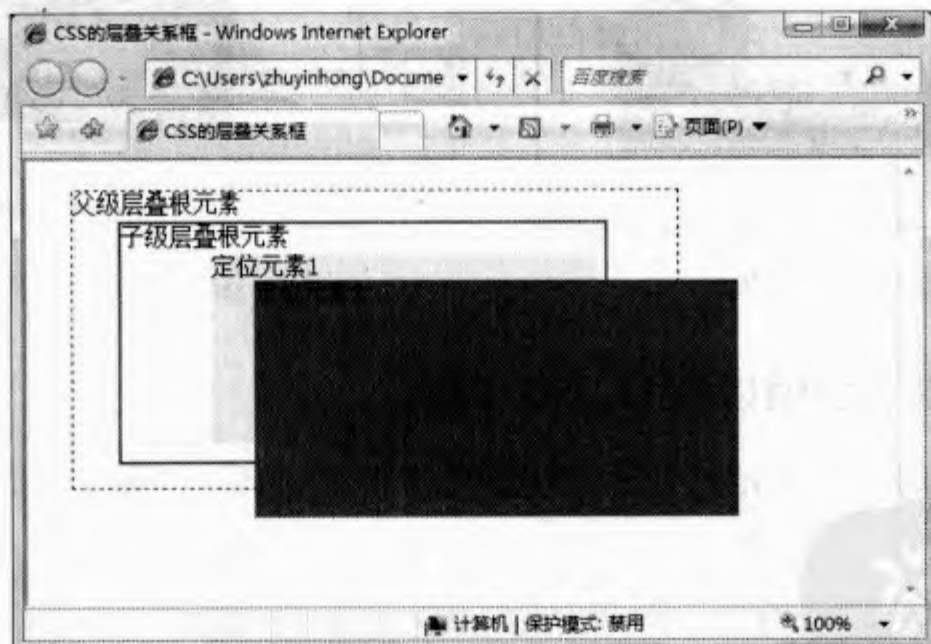 CSS的层叠关系框 - Windows Internet Explorer
C:\Users\zhuyinhong\Docume
百度搜索
CSS的层叠关系框
页面(P)
父级层叠根元素
子级层叠根元素
定位元素1
计算机 | 保护模式: 禁用
100%